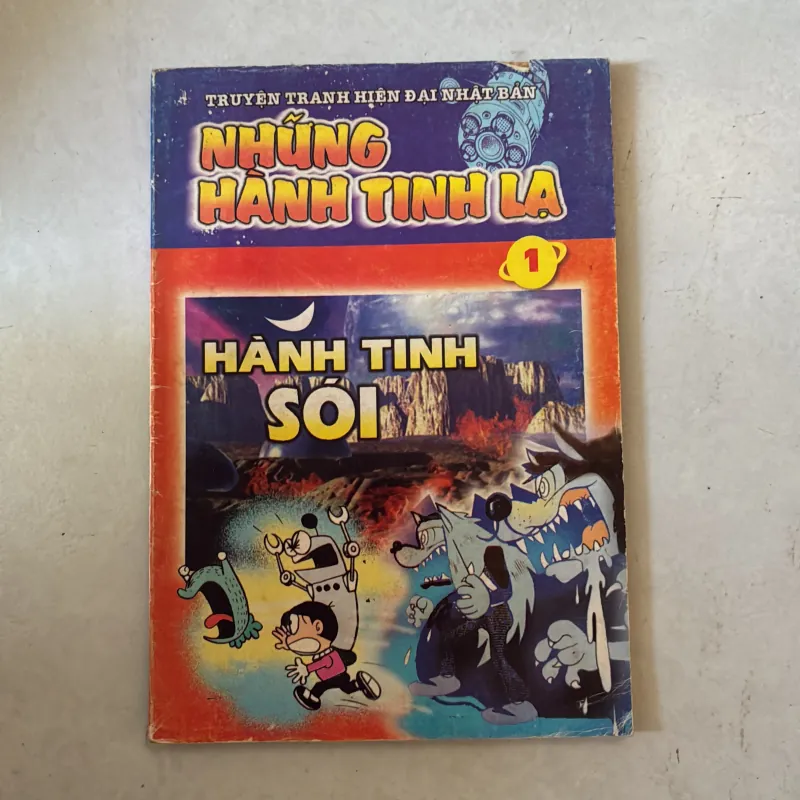 TRUYỆN TRANH HIỆN ĐẠI NHẬT BẢN
NHỮNG
HÀNH TINH LẠ
1
HÀNH TINH
SÓI